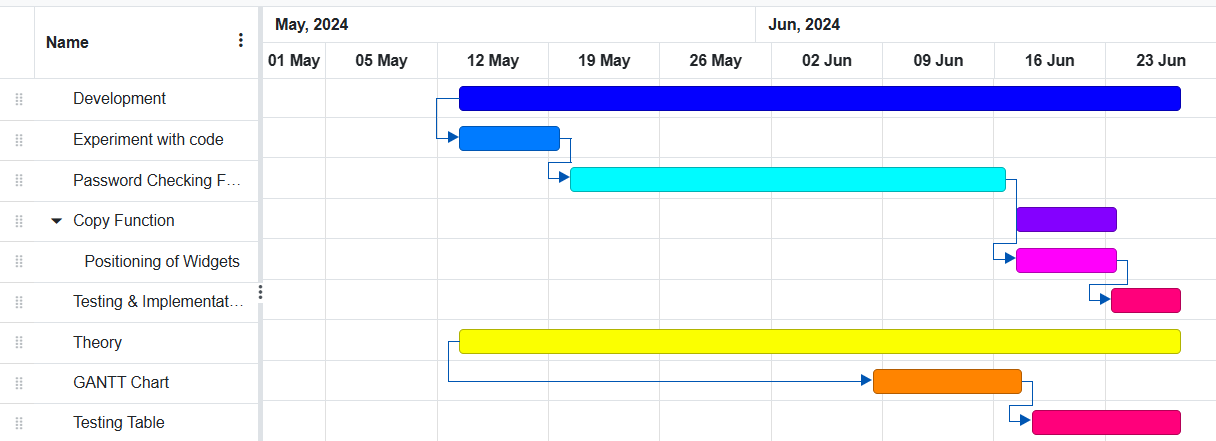 Name
May, 2024
Jun, 2024
01 May
05 May
12 May
19 May
26 May
02 Jun
09 Jun
16 Jun
23 Jun
Development
Experiment with code
Password Checking F...
Copy Function
Positioning of Widgets
Testing & Implementat...
Theory
GANTT Chart
Testing Table